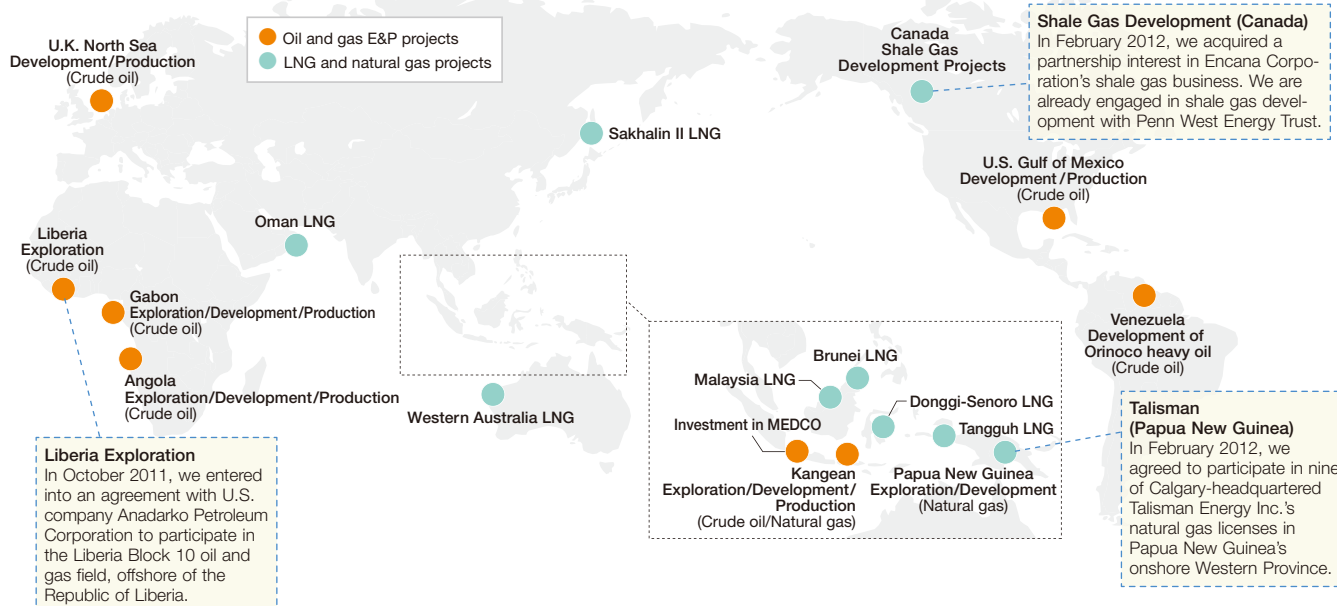 Oil and gas E&P projects
LNG and natural gas projects
U.K. North Sea
Development/Production
(Crude oil)
Canada
Shale Gas
Development Projects
Shale Gas Development (Canada)
In February 2012, we acquired a
partnership interest in Encana Corpo-
ration's shale gas business. We are
already engaged in shale gas devel-
opment with Penn West Energy Trust.
Sakhalin II LNG
U.S. Gulf of Mexico
Development/Production
(Crude oil)
Oman LNG
Liberia
Exploration
(Crude oil)
Gabon
Exploration/Development/Production
(Crude oil)
Angola
Exploration/Development/Production
(Crude oil)
Western Australia LNG
Venezuela
Development of
Orinoco heavy oil
(Crude oil)
Brunei LNG
Malaysia LNG
Donggi-Senoro LNG
Investment in MEDCO
Tangguh LNG
Kangean
Exploration/Development/
Production
(Crude oil/Natural gas)
Papua New Guinea
Exploration/Development
(Natural gas)
Liberia Exploration
In October 2011, we entered
into an agreement with U.S.
company Anadarko Petroleum
Corporation to participate in
the Liberia Block 10 oil and
gas field, offshore of the
Republic of Liberia.
Talisman
(Papua New Guinea)
In February 2012, we
agreed to participate in nine
of Calgary-headquartered
Talisman Energy Inc.'s
natural gas licenses in
Papua New Guinea's
onshore Western Province.